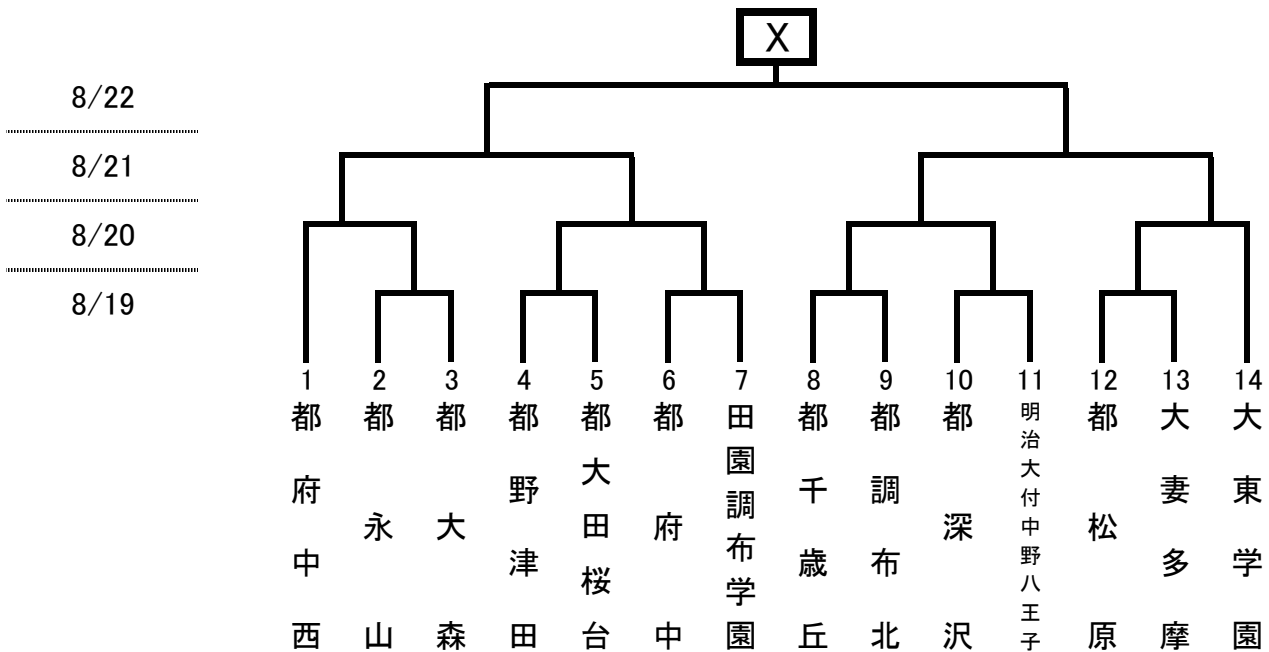 X
8/22
8/21
8/20
8/19
1
2
3
4
5
6
7
8
9
10
11
12
13
14
都府中西
都永山
都大森
都野津田
都大田桜台
都府中
田園調布学園
都千歳丘
都調布北
都深沢
明治大付中野八王子
都松原
大妻多摩
大東学園